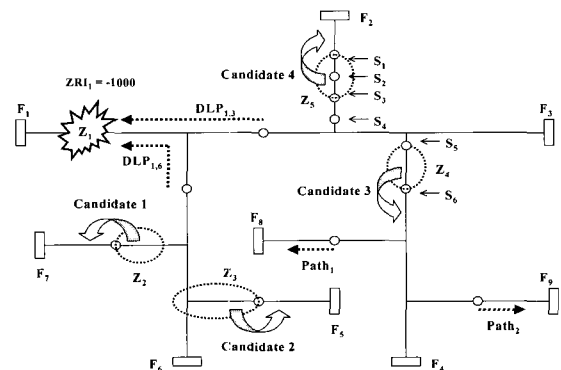 F2
S1
S2
S3
S4
Candidate 4
Z5
ZRI1 = -1000
F1
Z1
DLP1,3
DLP1,6
F3
S5
Z4
S6
Candidate 3
Candidate 1
F7
Z2
F8
Path1
Z3
F5
Candidate 2
F9
Path2
F6
F4